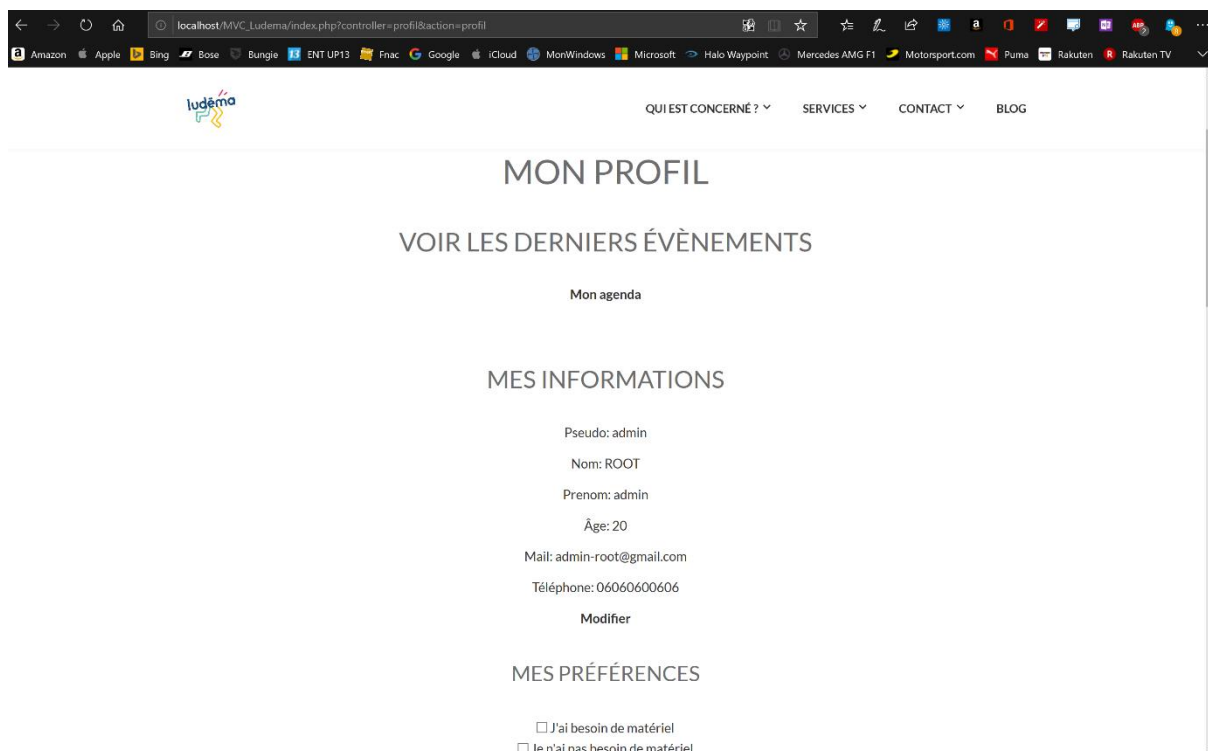 localhost/MVC_Ludema/index.php?controller=profil&action=profil
Amazon Apple Bing Bose Bungie ENT UP13 Fnac Google iCloud MonWindows Microsoft Halo Waypoint Mercedes AMG F1 Motorsport.com Puma Rakuten Rakuten TV
ludēma QUI EST CONCERNÉ ? SERVICES CONTACT BLOG
MON PROFIL
VOIR LES DERNIERS ÉVÈNEMENTS
Mon agenda
MES INFORMATIONS
Pseudo: admin
Nom: ROOT
Prenom: admin
Âge: 20
Mail: admin-root@gmail.com
Téléphone: 06060600606
Modifier
MES PRÉFÉRENCES
J'ai besoin de matériel
Je n'ai pas besoin de matériel